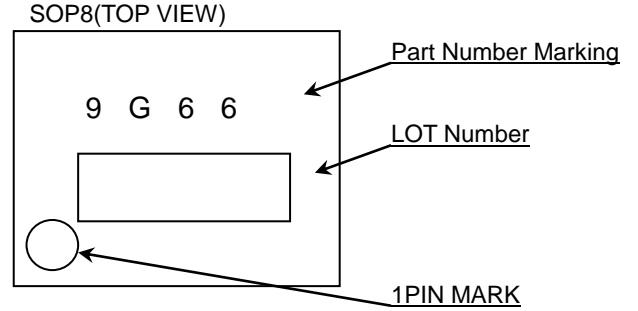 SOP8(TOP VIEW)
Part Number Marking
9 G 6 6
LOT Number
1PIN MARK